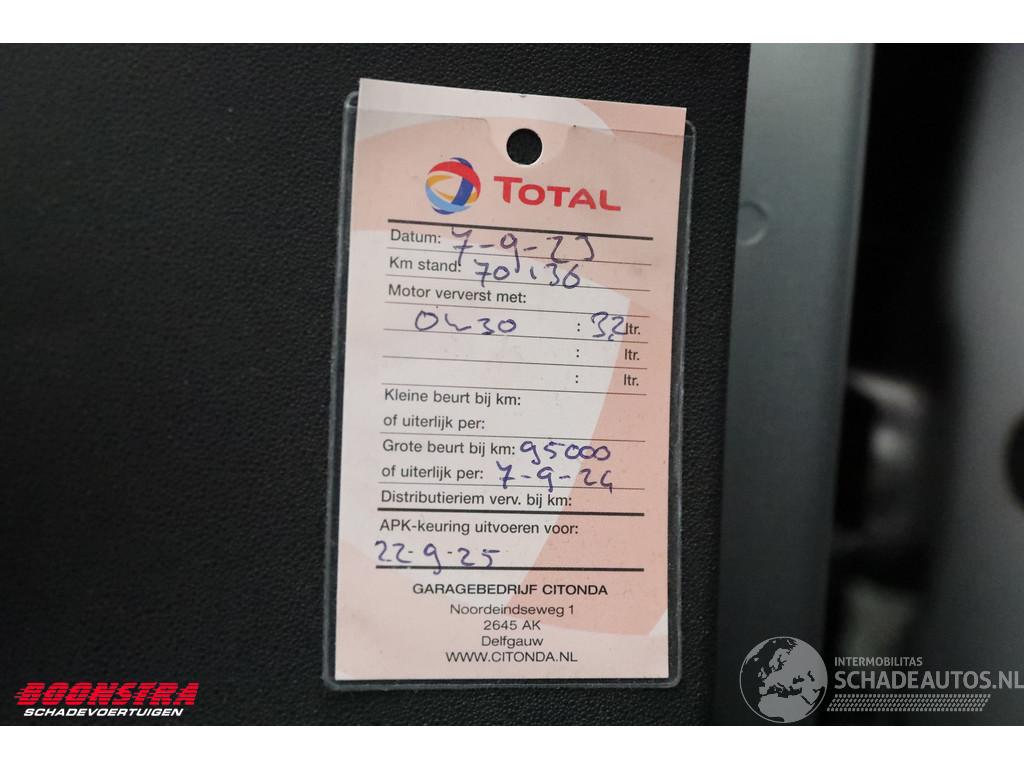 TOTAL
Datum: 7-9-23
Km stand: 70.136
Motor ververst met:
0W30 : 3,2 ltr.
: ltr.
: ltr.
Kleine beurt bij km:
of uiterlijk per:
Grote beurt bij km: 95000
of uiterlijk per: 7-9-24
Distributieriem verv. bij km:
APK-keuring uitvoeren voor:
22-9-25
GARAGEBEDRIJF CITONDA
Noordeindseweg 1
2645 AK
Delfgauw
WWW.CITONDA.NL
BOONSTRA
SCHADEVOERTUIGEN
INTERMOBILITAS
SCHADEAUTOS.NL